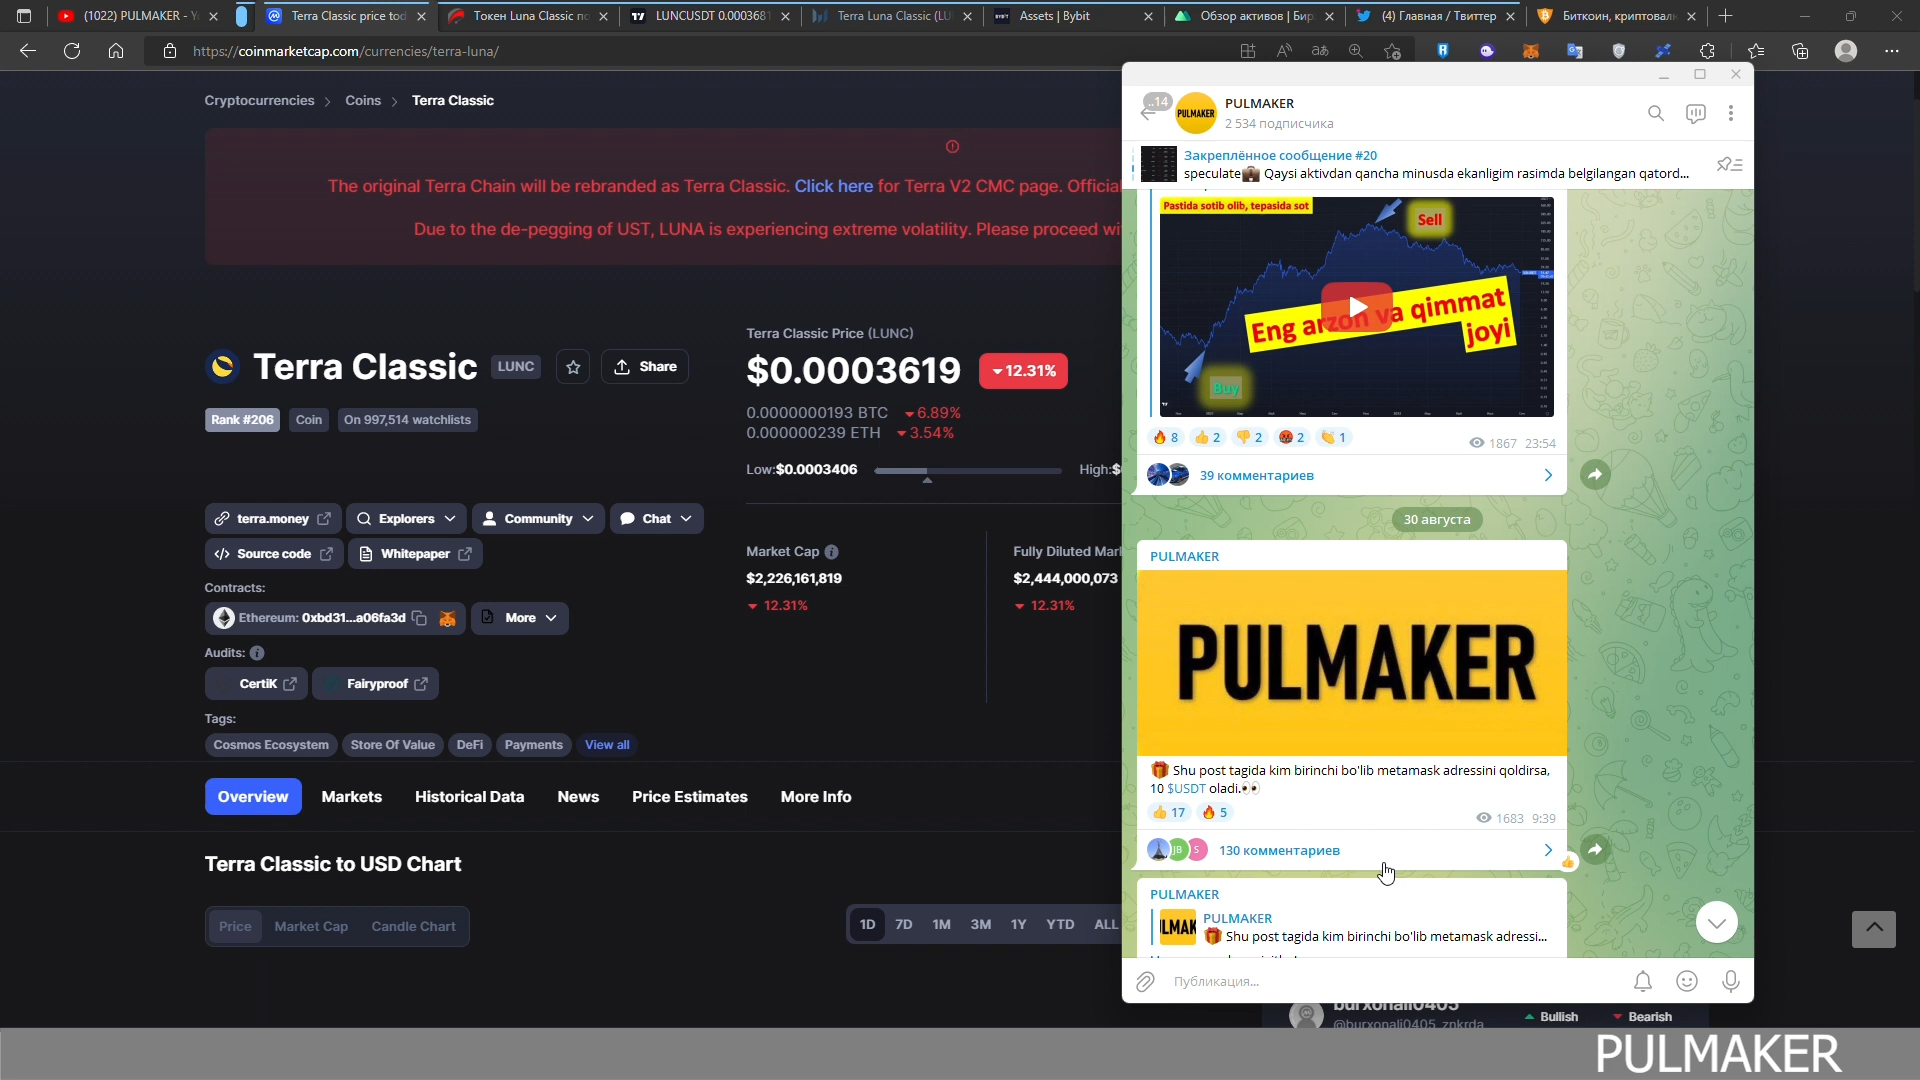 (1022) PULMAKER - Y
Terra Classic price tod
Токен Luna Classic по
LUNCUSDT 0.0003681
Terra Luna Classic (LU
Assets | Bybit
Обзор активов | Бир
(4) Главная / Твиттер
Биткоин, криптовал
https://coinmarketcap.com/currencies/terra-luna/
Cryptocurrencies
Coins
Terra Classic
The original Terra Chain will be rebranded as Terra Classic. Click here for Terra V2 CMC page. Official
Due to the de-pegging of UST, LUNA is experiencing extreme volatility. Please proceed wi
Terra Classic
LUNC
Share
Rank #206
Coin
On 997,514 watchlists
Terra Classic Price (LUNC)
$0.0003619
12.31%
0.0000000193 BTC
6.89%
0.000000239 ETH
3.54%
Low:$0.0003406
High:$
terra.money
Explorers
Community
Chat
Source code
Whitepaper
Contracts:
Ethereum: 0xbd31...a06fa3d
More
Audits:
CertiK
Fairyproof
Tags:
Cosmos Ecosystem
Store Of Value
DeFi
Payments
View all
Market Cap
$2,226,161,819
12.31%
Fully Diluted Mar
$2,444,000,073
12.31%
Overview
Markets
Historical Data
News
Price Estimates
More Info
Terra Classic to USD Chart
Price
Market Cap
Candle Chart
1D
7D
1M
3M
1Y
YTD
ALL
..14
PULMAKER
PULMAKER
2 534 подписчика
Закреплённое сообщение #20
speculate💼 Qaysi aktivdan qancha minusda ekanligim rasimda belgilangan qatord...
Pastida sotib olib, tepasida sot
Sell
Eng arzon va qimmat
joyi
Buy
🔥 8
👍 2
👎 2
🤬 2
👏 1
1867 23:54
39 комментариев
30 августа
PULMAKER
PULMAKER
🎁 Shu post tagida kim birinchi bo'lib metamask adressini qoldirsa,
10 $USDT oladi.👀
👍 17
🔥 5
1683 9:39
JB
S
130 комментариев
PULMAKER
LMAK
PULMAKER
🎁 Shu post tagida kim birinchi bo'lib metamask adressi...
Публикация...
burxonali0405
@burxonali0405_znkrda
Bullish
Bearish
PULMAKER